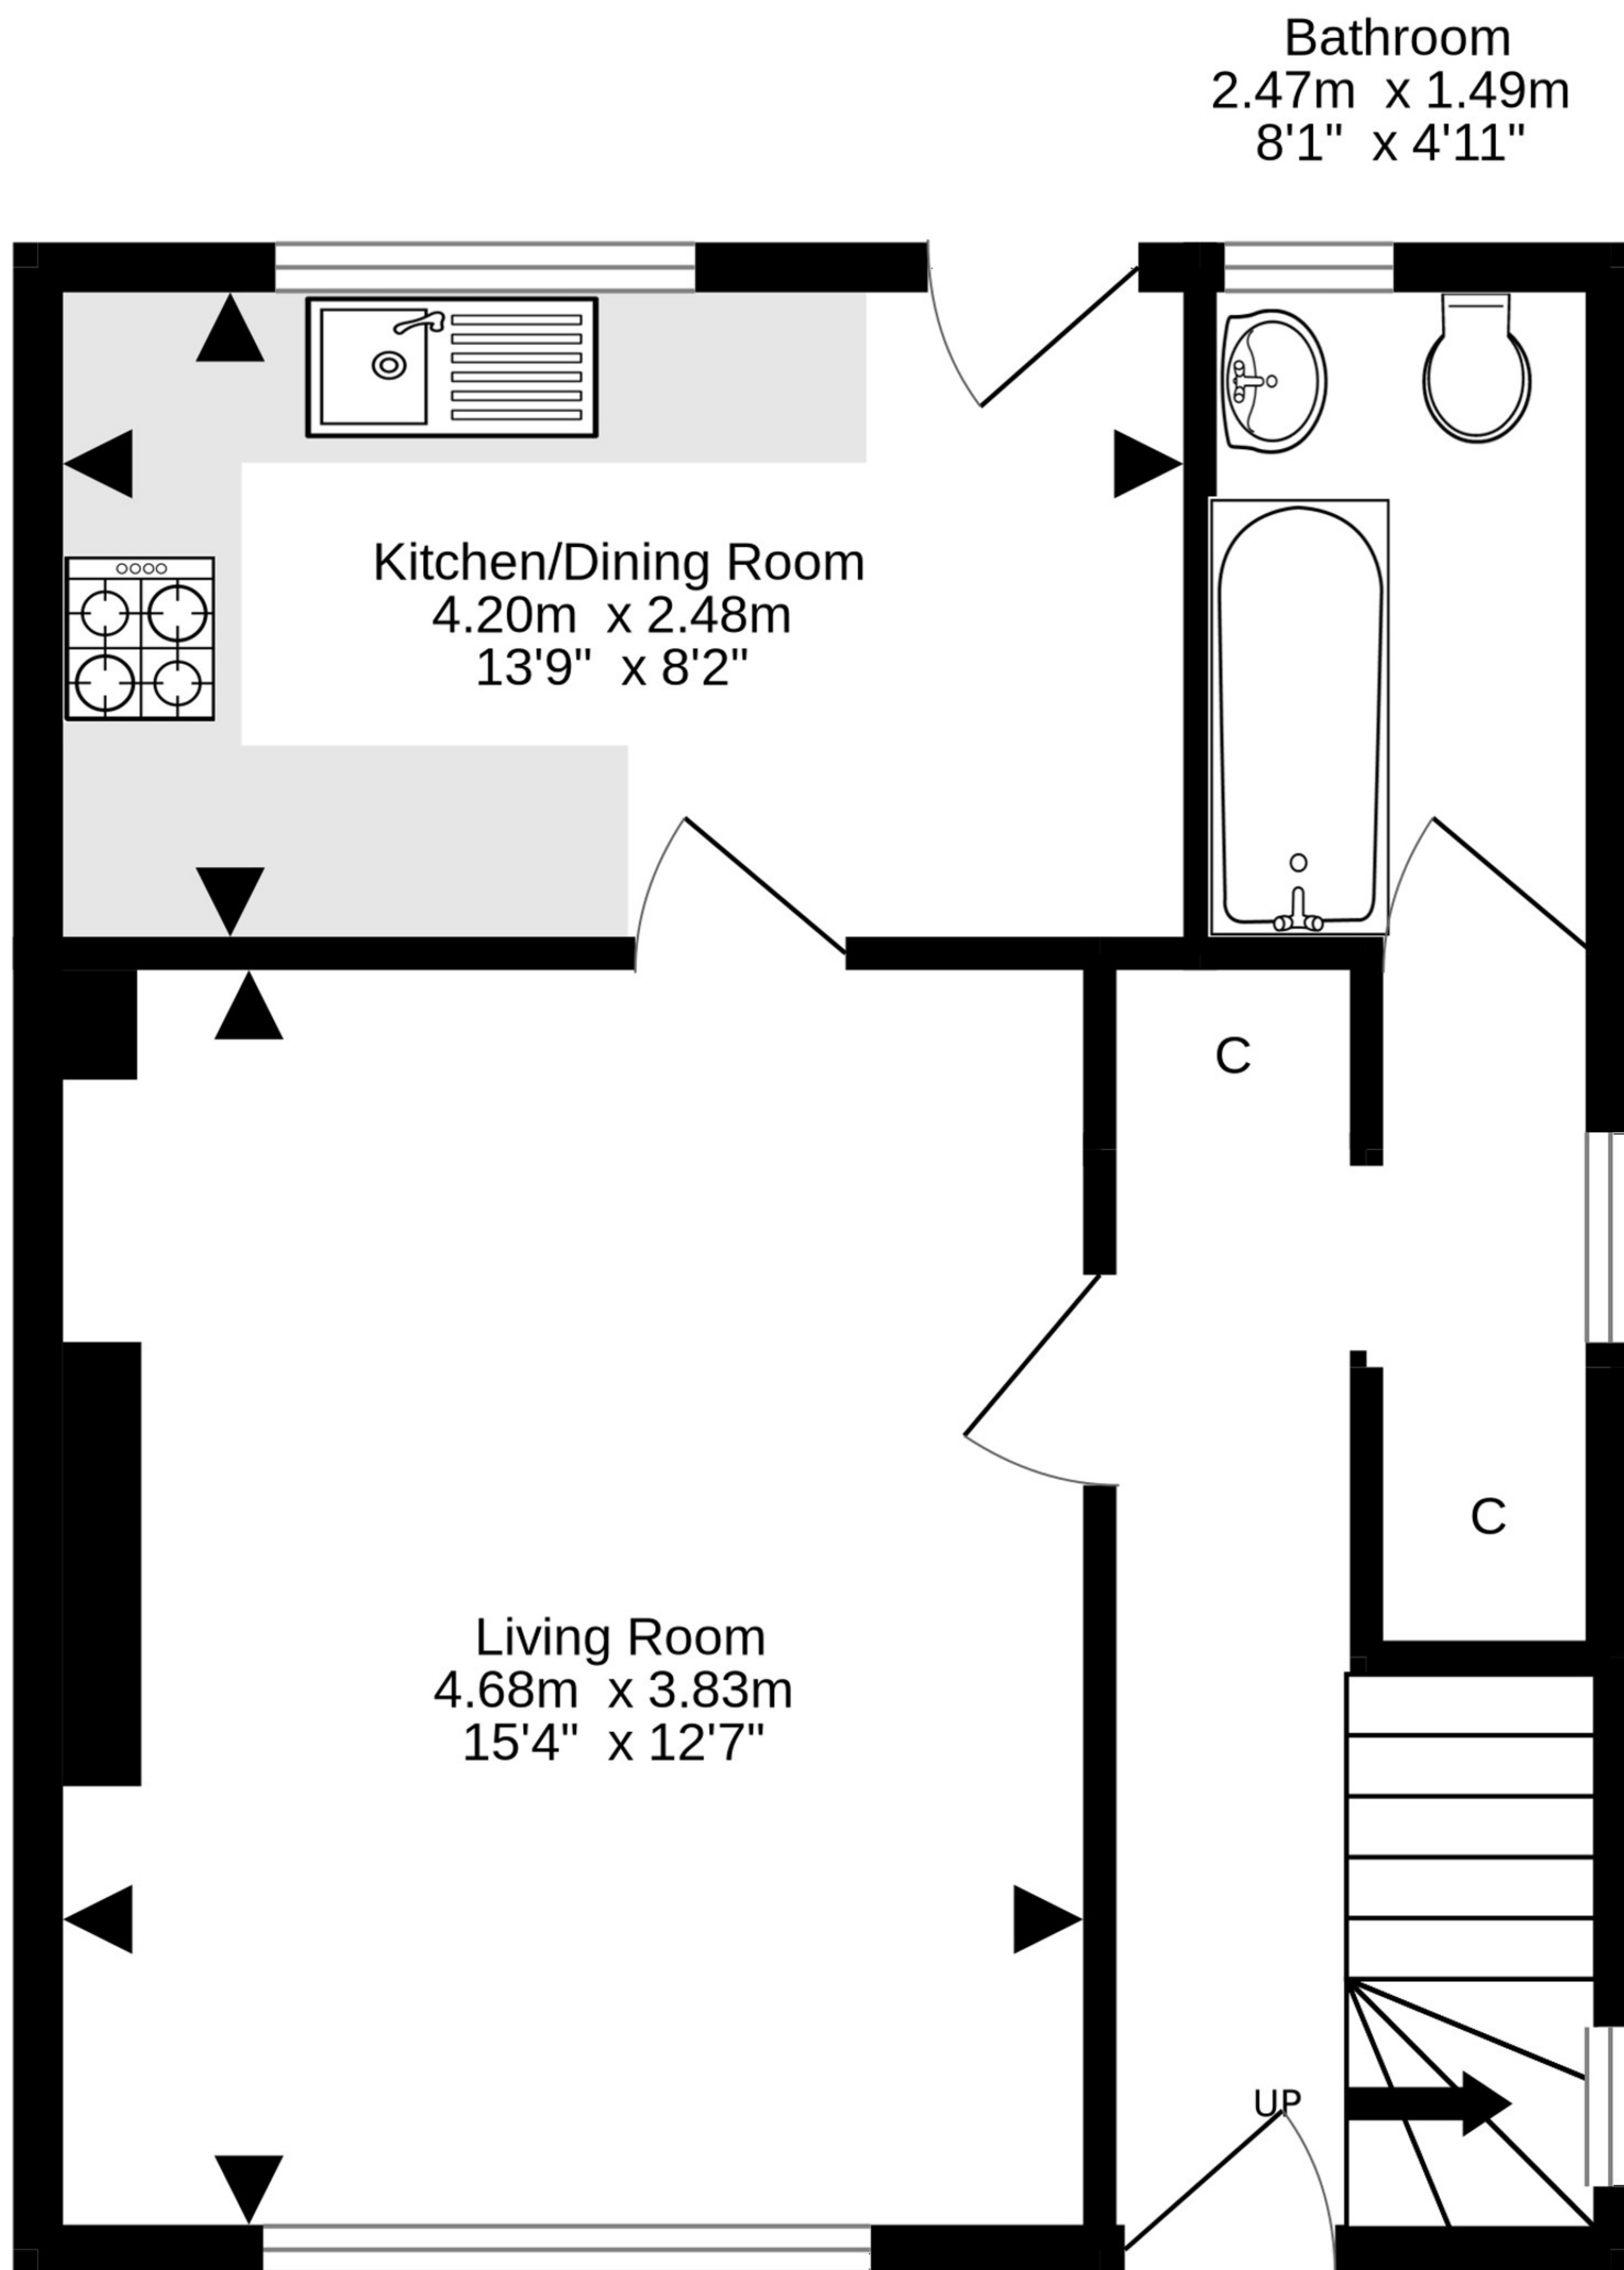 Bathroom
2.47m x 1.49m
8'1" x 4'11"
Kitchen/Dining Room
4.20m x 2.48m
13'9" x 8'2"
C
C
Living Room
4.68m x 3.83m
15'4" x 12'7"
UP